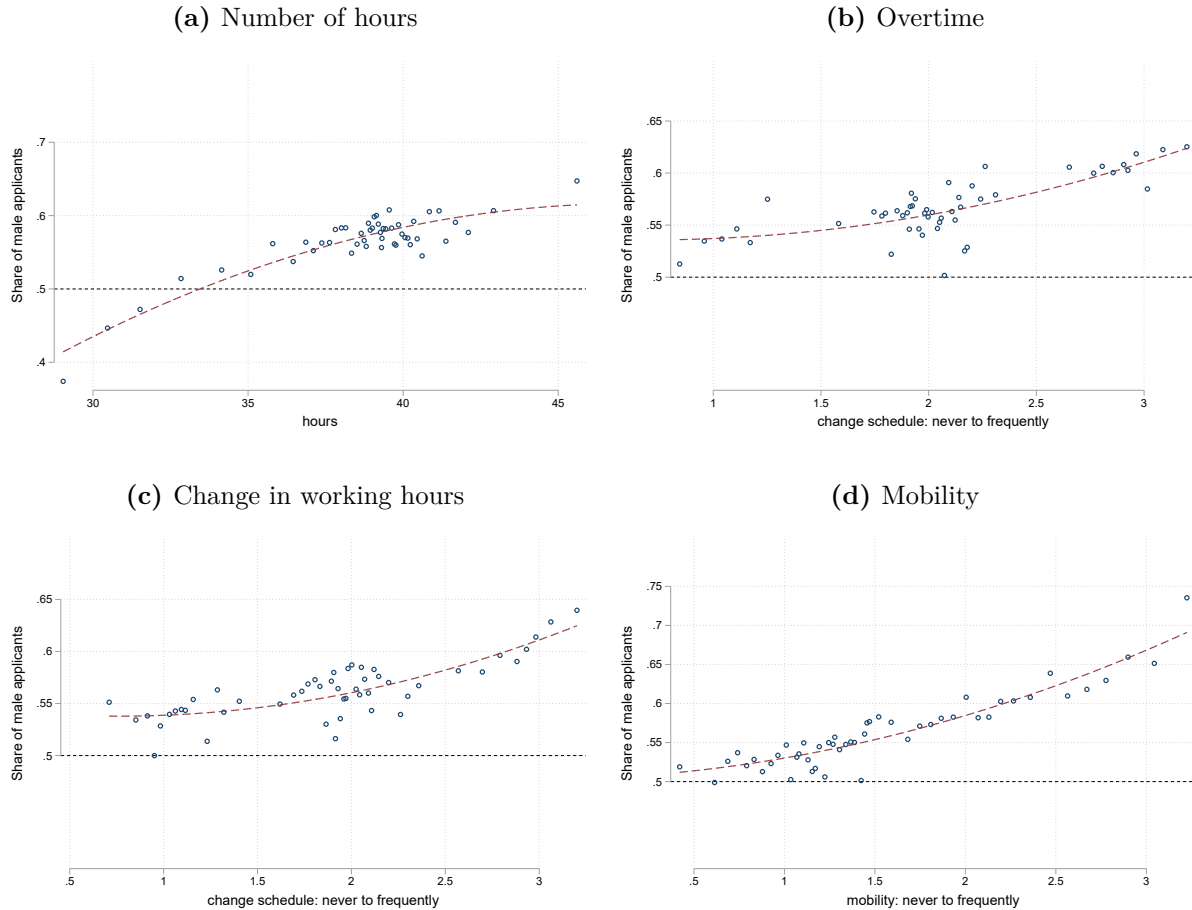 (a) Number of hours
Share of male applicants
.7
.6
.5
.4
30 35 40 45
hours
(b) Overtime
Share of male applicants
.65
.6
.55
.5
1 1.5 2 2.5 3
change schedule: never to frequently
(c) Change in working hours
Share of male applicants
.65
.6
.55
.5
.5 1 1.5 2 2.5 3
change schedule: never to frequently
(d) Mobility
Share of male applicants
.75
.7
.65
.6
.55
.5
.5 1 1.5 2 2.5 3
mobility: never to frequently